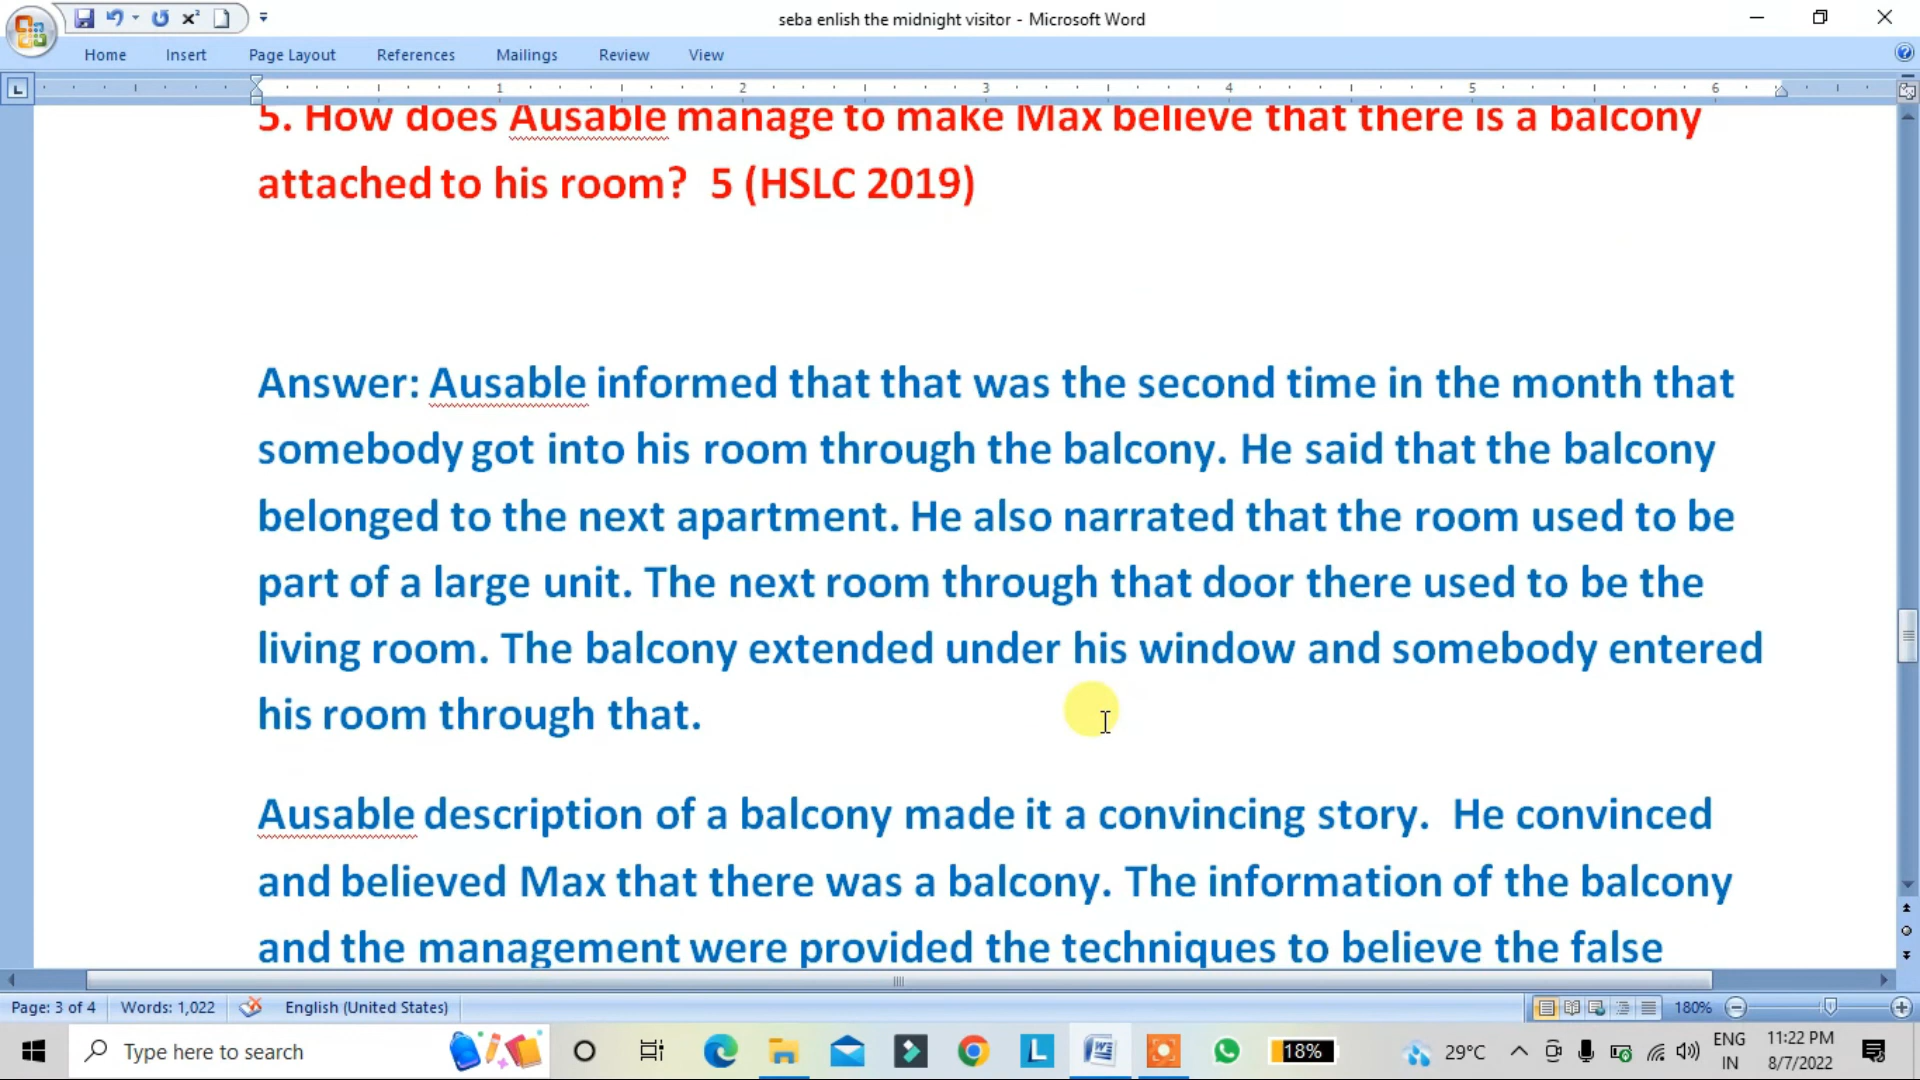 seba enlish the midnight visitor - Microsoft Word
Home Insert Page Layout References Mailings Review View
L 1 2 3 4 5 6
5. How does Ausable manage to make Max believe that there is a balcony
attached to his room? 5 (HSLC 2019)
Answer: Ausable informed that that was the second time in the month that
somebody got into his room through the balcony. He said that the balcony
belonged to the next apartment. He also narrated that the room used to be
part of a large unit. The next room through that door there used to be the
living room. The balcony extended under his window and somebody entered
his room through that.
Ausable description of a balcony made it a convincing story. He convinced
and believed Max that there was a balcony. The information of the balcony
and the management were provided the techniques to believe the false
Page: 3 of 4 Words: 1,022 English (United States) 180%
Type here to search L W 18% 29°C ENG 11:22 PM
IN 8/7/2022